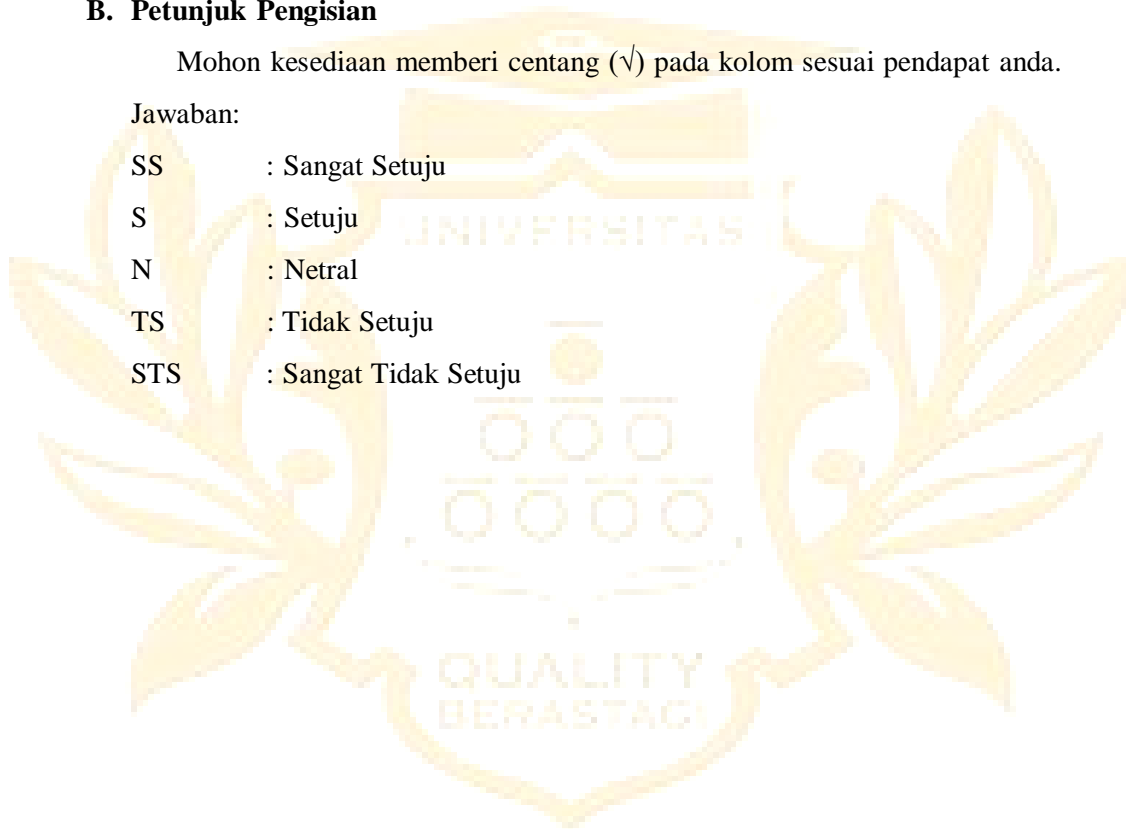 B. Petunjuk Pengisian
Mohon kesediaan memberi centang (√) pada kolom sesuai pendapat anda.
Jawaban:
SS : Sangat Setuju
S : Setuju
UNIVERSITAS
N : Netral
TS : Tidak Setuju
STS : Sangat Tidak Setuju
QUALITY
BERASTAGI